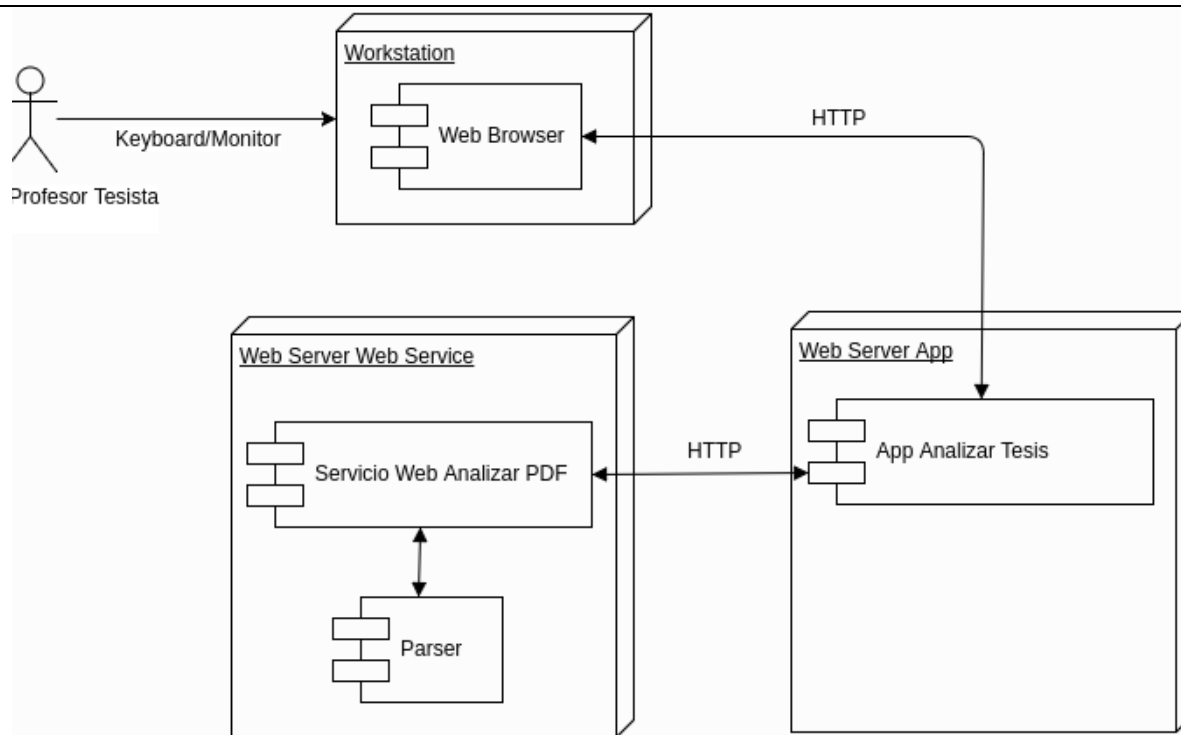 Workstation
Web Browser
HTTP
Keyboard/Monitor
Profesor Tesista
Web Server Web Service
Web Server App
Servicio Web Analizar PDF
HTTP
App Analizar Tesis
Parser